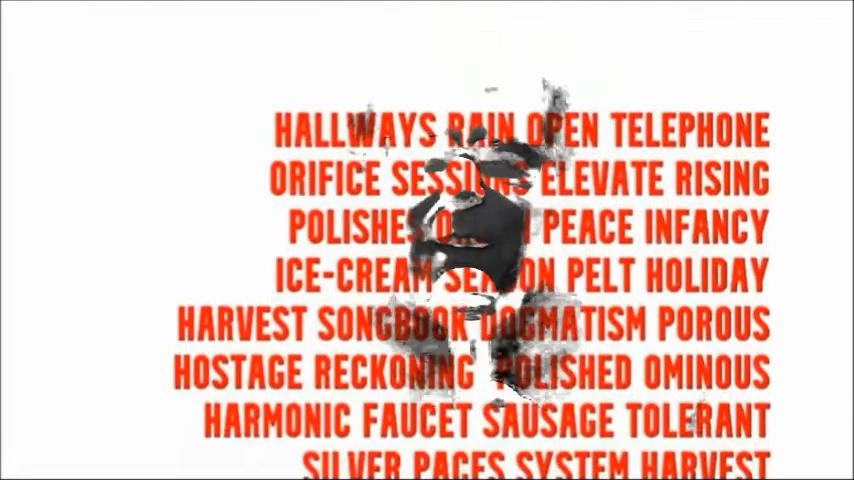 HALLWAYS RAIN OPEN TELEPHONE
ORIFICE SESSIONS ELEVATE RISING
POLISHES PEACE INFANCY
ICE-CREAM PELT HOLIDAY
HARVEST SONGBOOK DOGMATISM POROUS
HOSTAGE RECKONING POLISHED OMINOUS
HARMONIC FAUCET SAUSAGE TOLERANT
SILVER PACES SYSTEM HARVEST